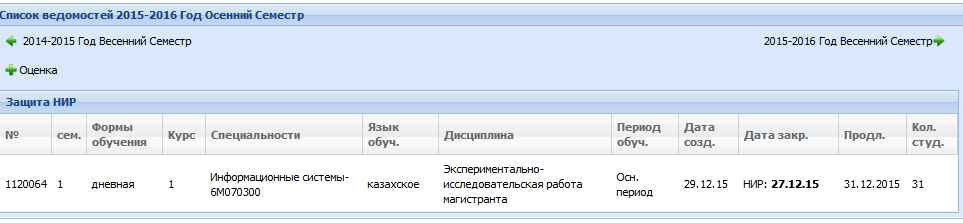 Список ведомостей 2015-2016 Год Осенний Семестр
2014-2015 Год Весенний Семестр
2015-2016 Год Весенний Семестр
Оценка
Защита НИР
№ сем. Формы обучения Курс Специальности Язык обуч. Дисциплина Период обуч. Дата созд. Дата закр. Продл. Кол. студ.
1120064 1 дневная 1 Информационные системы-6M070300 казахское Экспериментально-исследовательская работа магистранта Осн. период 29.12.15 НИР: 27.12.15 31.12.2015 31